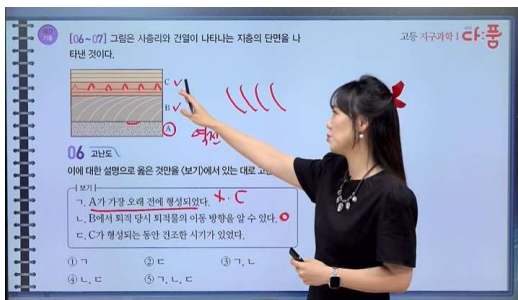 [06~07] 그림은 사층리와 건열이 나타나는 지층의 단면을 나
타낸 것이다.
고등 지구과학Ⅰ 다:품
C
B
A
역전
06 고난도
이에 대한 설명으로 옳은 것만을 <보기>에서 있는 대로 고른
보기
ㄱ. A가 가장 오래 전에 형성되었다. X. C
ㄴ. B에서 퇴적 당시 퇴적물의 이동 방향을 알 수 있다. O
ㄷ. C가 형성되는 동안 건조한 시기가 있었다.
① ㄱ ② ㄷ ③ ㄱ, ㄴ
④ ㄴ, ㄷ ⑤ ㄱ, ㄴ, ㄷ